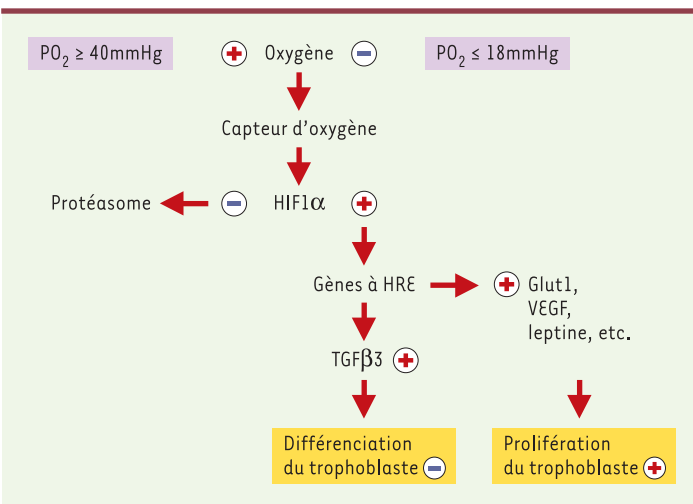 PO2 ≥ 40mmHg + Oxygène − PO2 ≤ 18mmHg
Capteur d'oxygène
Protéasome − HIF1α +
Gènes à HRE + Glut1,
VEGF,
leptine, etc.
TGFβ3 +
Différenciation
du trophoblaste −
Prolifération
du trophoblaste +